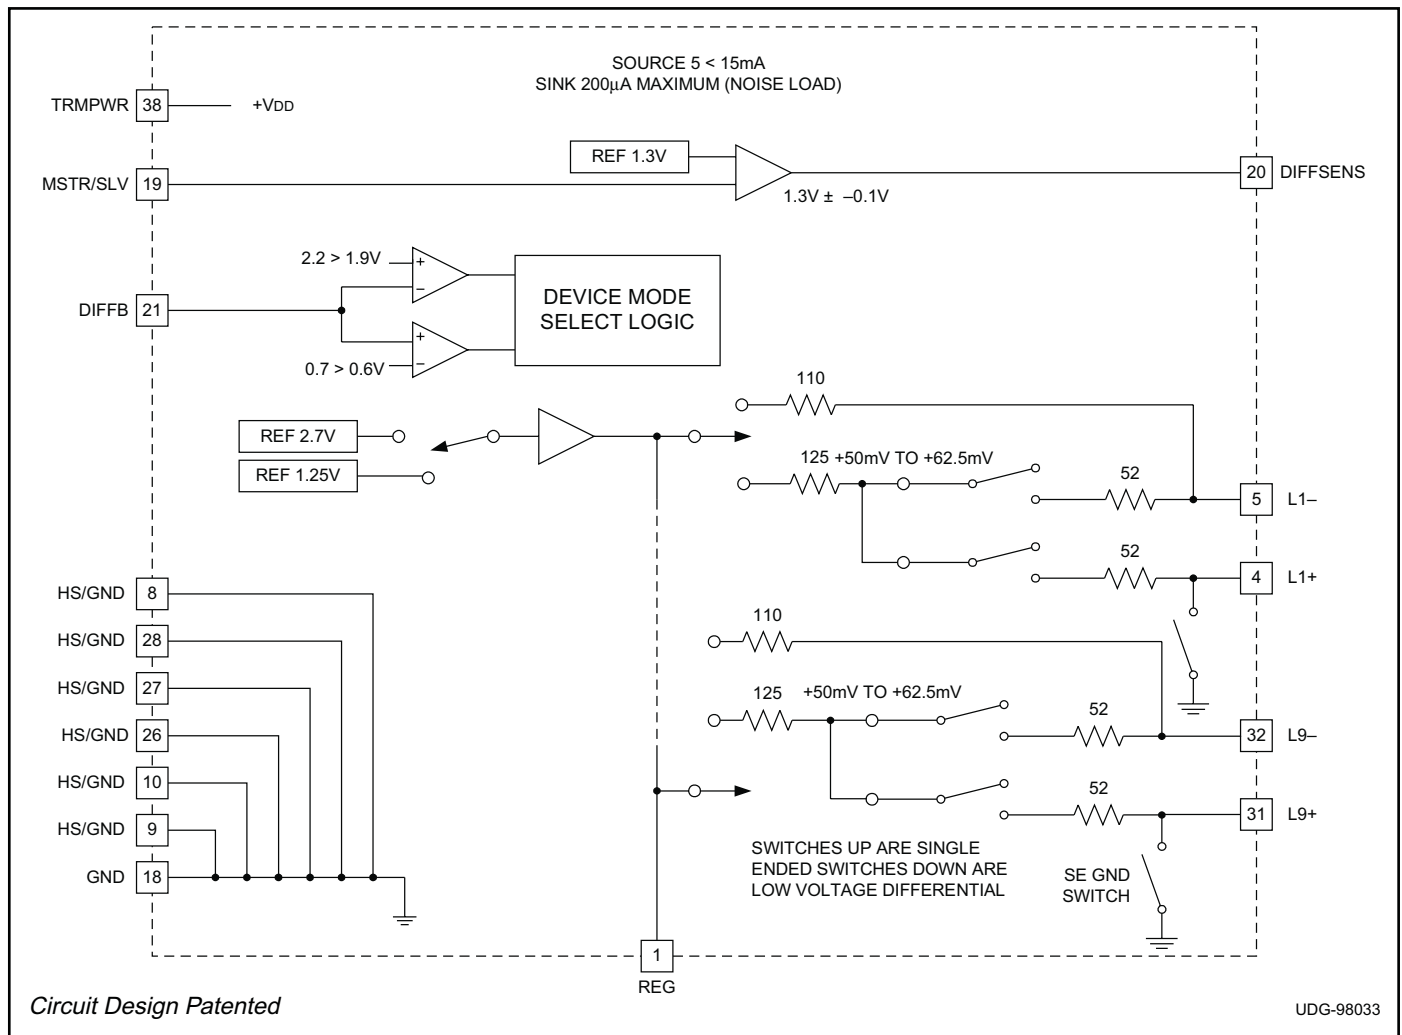 SOURCE 5 < 15mA
SINK 200µA MAXIMUM (NOISE LOAD)
TRMPWR 38 +VDD
REF 1.3V
MSTR/SLV 19
20 DIFFSENS
1.3V ± –0.1V
2.2 > 1.9V
+
–
DIFFB 21
DEVICE MODE
SELECT LOGIC
+
–
0.7 > 0.6V
110
REF 2.7V
REF 1.25V
125 +50mV TO +62.5mV
52
5 L1–
52
4 L1+
HS/GND 8
HS/GND 28
HS/GND 27
HS/GND 26
HS/GND 10
HS/GND 9
GND 18
110
125 +50mV TO +62.5mV
52
32 L9–
52
31 L9+
SWITCHES UP ARE SINGLE
ENDED SWITCHES DOWN ARE
LOW VOLTAGE DIFFERENTIAL
SE GND
SWITCH
1
REG
Circuit Design Patented
UDG-98033